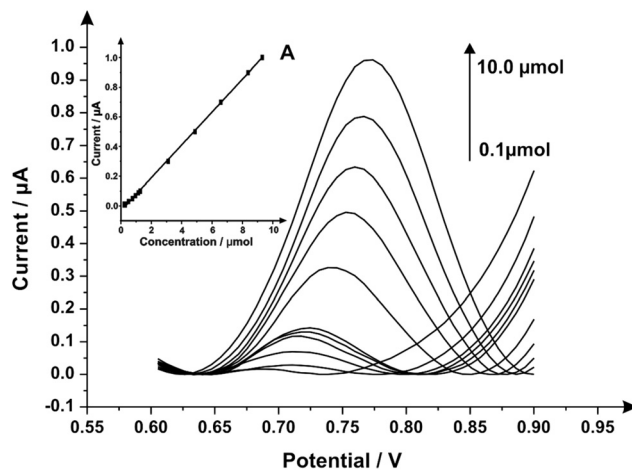 A
1.0
0.8
0.6
0.4
0.2
0.0
Current / µA
0 2 4 6 8 10
Concentration / µmol
10.0 µmol
0.1µmol
1.0
0.9
0.8
0.7
0.6
0.5
0.4
0.3
0.2
0.1
0.0
-0.1
Current / µA
0.55 0.60 0.65 0.70 0.75 0.80 0.85 0.90 0.95
Potential / V